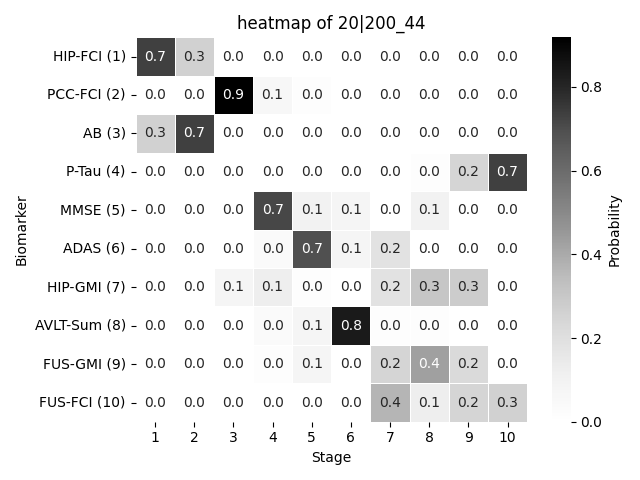 heatmap of 20|200_44
HIP-FCI (1) 0.7 0.3 0.0 0.0 0.0 0.0 0.0 0.0 0.0 0.0
PCC-FCI (2) 0.0 0.0 0.9 0.1 0.0 0.0 0.0 0.0 0.0 0.0
AB (3) 0.3 0.7 0.0 0.0 0.0 0.0 0.0 0.0 0.0 0.0
P-Tau (4) 0.0 0.0 0.0 0.0 0.0 0.0 0.0 0.0 0.2 0.7
MMSE (5) 0.0 0.0 0.0 0.7 0.1 0.1 0.0 0.1 0.0 0.0
ADAS (6) 0.0 0.0 0.0 0.0 0.7 0.1 0.2 0.0 0.0 0.0
HIP-GMI (7) 0.0 0.0 0.1 0.1 0.0 0.0 0.2 0.3 0.3 0.0
AVLT-Sum (8) 0.0 0.0 0.0 0.0 0.1 0.8 0.0 0.0 0.0 0.0
FUS-GMI (9) 0.0 0.0 0.0 0.0 0.1 0.0 0.2 0.4 0.2 0.0
FUS-FCI (10) 0.0 0.0 0.0 0.0 0.0 0.0 0.4 0.1 0.2 0.3
1 2 3 4 5 6 7 8 9 10
Stage
Biomarker
0.8
0.6
0.4
0.2
0.0
Probability